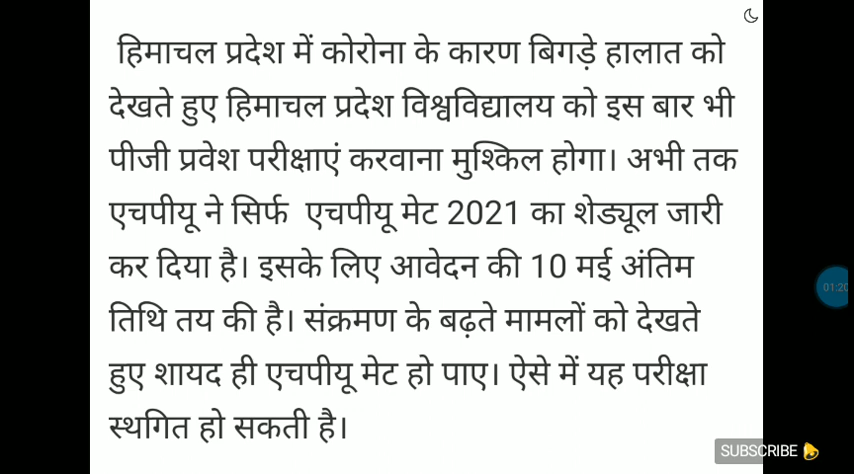 हिमाचल प्रदेश में कोरोना के कारण बिगड़े हालात को
देखते हुए हिमाचल प्रदेश विश्वविद्यालय को इस बार भी
पीजी प्रवेश परीक्षाएं करवाना मुश्किल होगा। अभी तक
एचपीयू ने सिर्फ एचपीयू मेट 2021 का शेड्यूल जारी
कर दिया है। इसके लिए आवेदन की 10 मई अंतिम
तिथि तय की है। संक्रमण के बढ़ते मामलों को देखते
हुए शायद ही एचपीयू मेट हो पाए। ऐसे में यह परीक्षा
स्थगित हो सकती है।
01:20
SUBSCRIBE